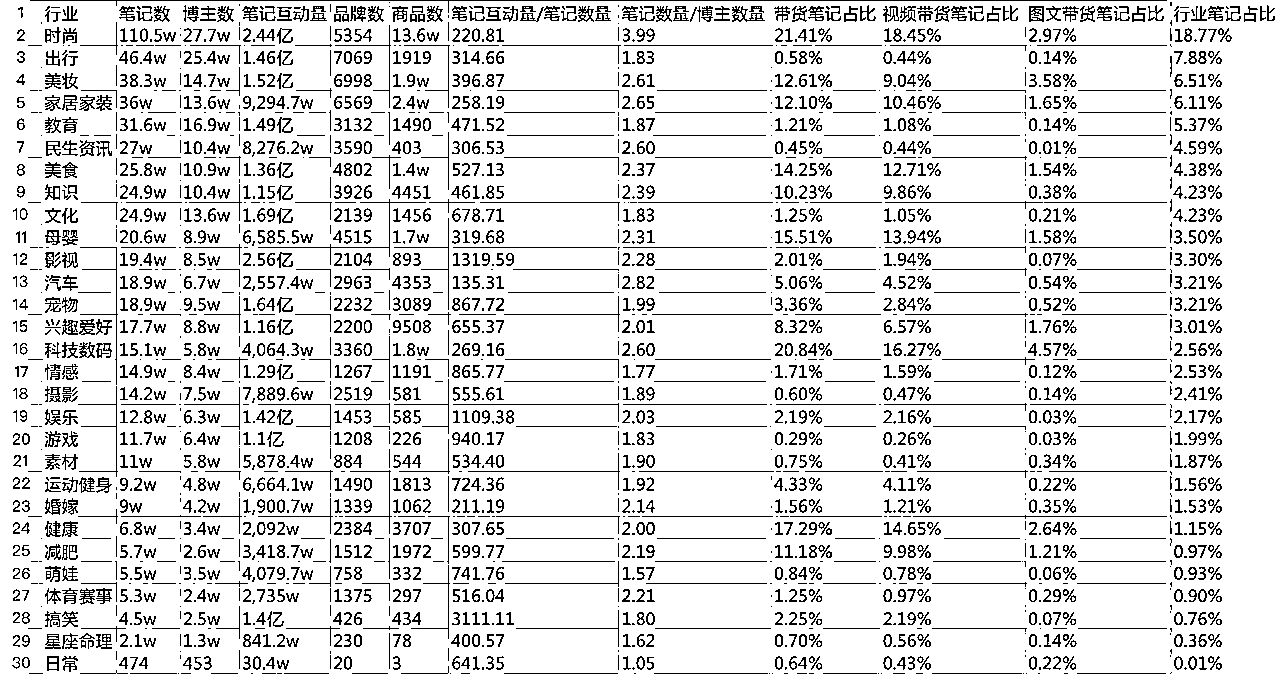 1 行业 笔记数 博主数 笔记互动量 品牌数 商品数 笔记互动量/笔记数量 笔记数量/博主数量 带货笔记占比 视频带货笔记占比 图文带货笔记占比 行业笔记占比
2 时尚 110.5w 27.7w 2.44亿 5354 13.6w 220.81 3.99 21.41% 18.45% 2.97% 18.77%
3 出行 46.4w 25.4w 1.46亿 7069 1919 314.66 1.83 0.58% 0.44% 0.14% 7.88%
4 美妆 38.3w 14.7w 1.52亿 6998 1.9w 396.87 2.61 12.61% 9.04% 3.58% 6.51%
5 家居家装 36w 13.6w 9,294.7w 6569 2.4w 258.19 2.65 12.10% 10.46% 1.65% 6.11%
6 教育 31.6w 16.9w 1.49亿 3132 1490 471.52 1.87 1.21% 1.08% 0.14% 5.37%
7 民生资讯 27w 10.4w 8,276.2w 3590 403 306.53 2.60 0.45% 0.44% 0.01% 4.59%
8 美食 25.8w 10.9w 1.36亿 4802 1.4w 527.13 2.37 14.25% 12.71% 1.54% 4.38%
9 知识 24.9w 10.4w 1.15亿 3926 4451 461.85 2.39 10.23% 9.86% 0.38% 4.23%
10 文化 24.9w 13.6w 1.69亿 2139 1456 678.71 1.83 1.25% 1.05% 0.21% 4.23%
11 母婴 20.6w 8.9w 6,585.5w 4515 1.7w 319.68 2.31 15.51% 13.94% 1.58% 3.50%
12 影视 19.4w 8.5w 2.56亿 2104 893 1319.59 2.28 2.01% 1.94% 0.07% 3.30%
13 汽车 18.9w 6.7w 2,557.4w 2963 4353 135.31 2.82 5.06% 4.52% 0.54% 3.21%
14 宠物 18.9w 9.5w 1.64亿 2232 3089 867.72 1.99 3.36% 2.84% 0.52% 3.21%
15 兴趣爱好 17.7w 8.8w 1.16亿 2200 9508 655.37 2.01 8.32% 6.57% 1.76% 3.01%
16 科技数码 15.1w 5.8w 4,064.3w 3360 1.8w 269.16 2.60 20.84% 16.27% 4.57% 2.56%
17 情感 14.9w 8.4w 1.29亿 1267 1191 865.77 1.77 1.71% 1.59% 0.12% 2.53%
18 摄影 14.2w 7.5w 7,889.6w 2519 581 555.61 1.89 0.60% 0.47% 0.14% 2.41%
19 娱乐 12.8w 6.3w 1.42亿 1453 585 1109.38 2.03 2.19% 2.16% 0.03% 2.17%
20 游戏 11.7w 6.4w 1.1亿 1208 226 940.17 1.83 0.29% 0.26% 0.03% 1.99%
21 素材 11w 5.8w 5,878.4w 884 544 534.40 1.90 0.75% 0.41% 0.34% 1.87%
22 运动健身 9.2w 4.8w 6,664.1w 1490 1813 724.36 1.92 4.33% 4.11% 0.22% 1.56%
23 婚嫁 9w 4.2w 1,900.7w 1339 1062 211.19 2.14 1.56% 1.21% 0.35% 1.53%
24 健康 6.8w 3.4w 2,092w 2384 3707 307.65 2.00 17.29% 14.65% 2.64% 1.15%
25 减肥 5.7w 2.6w 3,418.7w 1512 1972 599.77 2.19 11.18% 9.98% 1.21% 0.97%
26 萌娃 5.5w 3.5w 4,079.7w 758 332 741.76 1.57 0.84% 0.78% 0.06% 0.93%
27 体育赛事 5.3w 2.4w 2,735w 1375 297 516.04 2.21 1.25% 0.97% 0.29% 0.90%
28 搞笑 4.5w 2.5w 1.4亿 426 434 3111.11 1.80 2.25% 2.19% 0.07% 0.76%
29 星座命理 2.1w 1.3w 841.2w 230 78 400.57 1.62 0.70% 0.56% 0.14% 0.36%
30 日常 474 453 30.4w 20 3 641.35 1.05 0.64% 0.43% 0.22% 0.01%